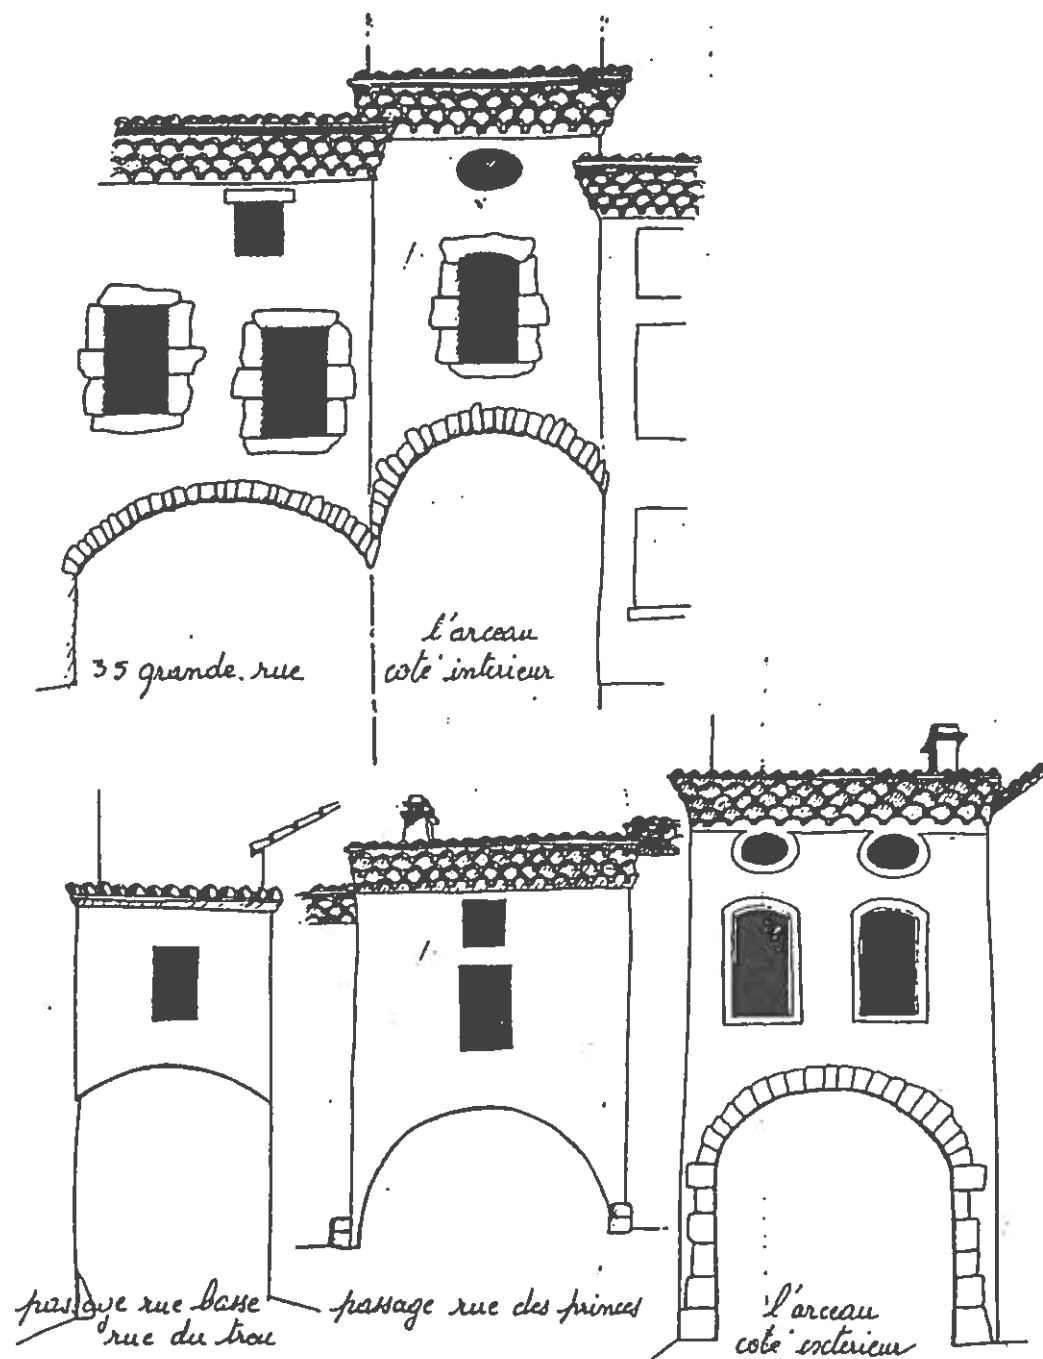 35 grande. rue
l'arceau
coté intérieur
passage rue basse
rue du trou
passage rue des princes
l'arceau
coté extérieur